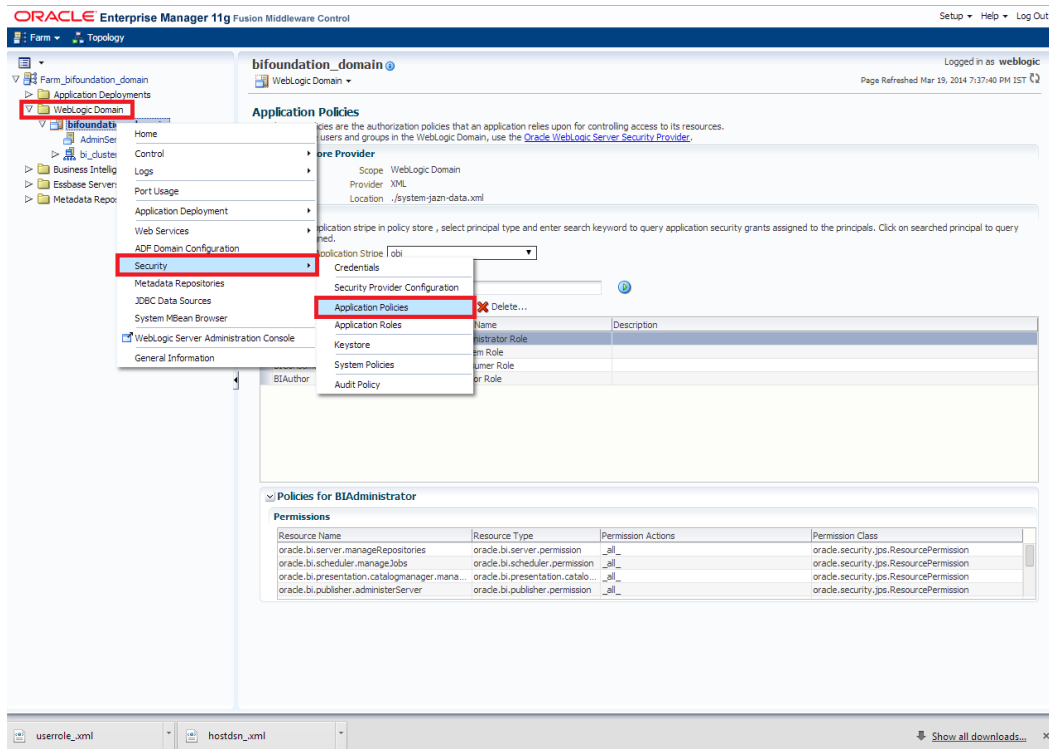 ORACLE Enterprise Manager 11g Fusion Middleware Control
Setup Help Log Out
Farm Topology
Farm_bifoundation_domain
Application Deployments
WebLogic Domain
AdminSer
bi_cluster
Business Intellig
Essbase Server
Metadata Repo
Home
Control
Logs
Port Usage
Application Deployment
Web Services
ADF Domain Configuration
Security
Metadata Repositories
JDBC Data Sources
System MBean Browser
WebLogic Server Administration Console
General Information
Credentials
Security Provider Configuration
Application Policies
Application Roles
Keystore
System Policies
Audit Policy
bifoundation_domain
Logged in as weblogic
WebLogic Domain
Page Refreshed Mar 19, 2014 7:37:40 PM IST
Application Policies
are the authorization policies that an application relies upon for controlling access to its resources.
users and groups in the WebLogic Domain, use the Oracle WebLogic Server Security Provider.
ore Provider
Scope WebLogic Domain
Provider XML
Location ./system-jazn-data.xml
plication stripe in policy store , select principal type and enter search keyword to query application security grants assigned to the principals. Click on searched principal to query
ned.
Application Stripe obi
Delete...
Name Description
nistrator Role
em Role
umer Role
BIAuthor or Role
Policies for BIAdministrator
Permissions
Resource Name Resource Type Permission Actions Permission Class
oracle.bi.server.manageRepositories oracle.bi.server.permission _all_ oracle.security.jps.ResourcePermission
oracle.bi.scheduler.manageJobs oracle.bi.scheduler.permission _all_ oracle.security.jps.ResourcePermission
oracle.bi.presentation.catalogmanager.mana... oracle.bi.presentation.catalo... _all_ oracle.security.jps.ResourcePermission
oracle.bi.publisher.administerServer oracle.bi.publisher.permission _all_ oracle.security.jps.ResourcePermission
userrole_.xml
hostdsn_.xml
Show all downloads...